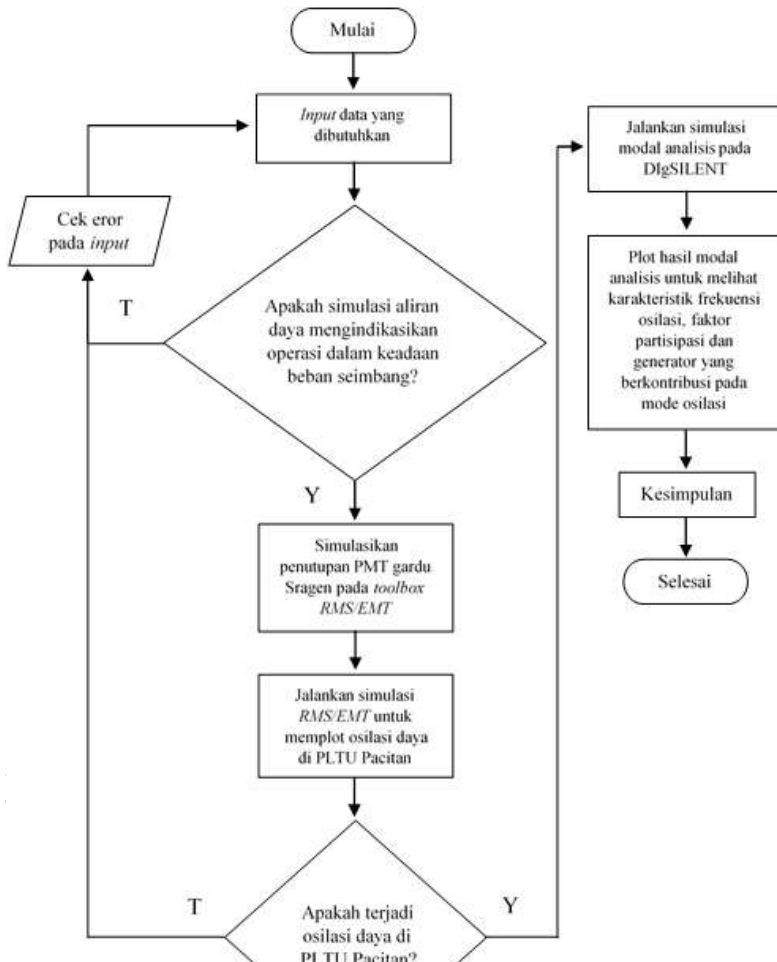 Mulai
Input data yang
dibutuhkan
Cek eror
pada input
T
Apakah simulasi aliran
daya mengindikasikan
operasi dalam keadaan
beban seimbang?
Y
Simulasikan
penutupan PMT gardu
Sragen pada toolbox
RMS/EMT
Jalankan simulasi
RMS/EMT untuk
memplot osilasi daya
di PLTU Pacitan
T
Apakah terjadi
osilasi daya di
PLTU Pacitan?
Y
Jalankan simulasi
modal analisis pada
DIgSILENT
Plot hasil modal
analisis untuk melihat
karakteristik frekuensi
osilasi, faktor
partisipasi dan
generator yang
berkontribusi pada
mode osilasi
Kesimpulan
Selesai